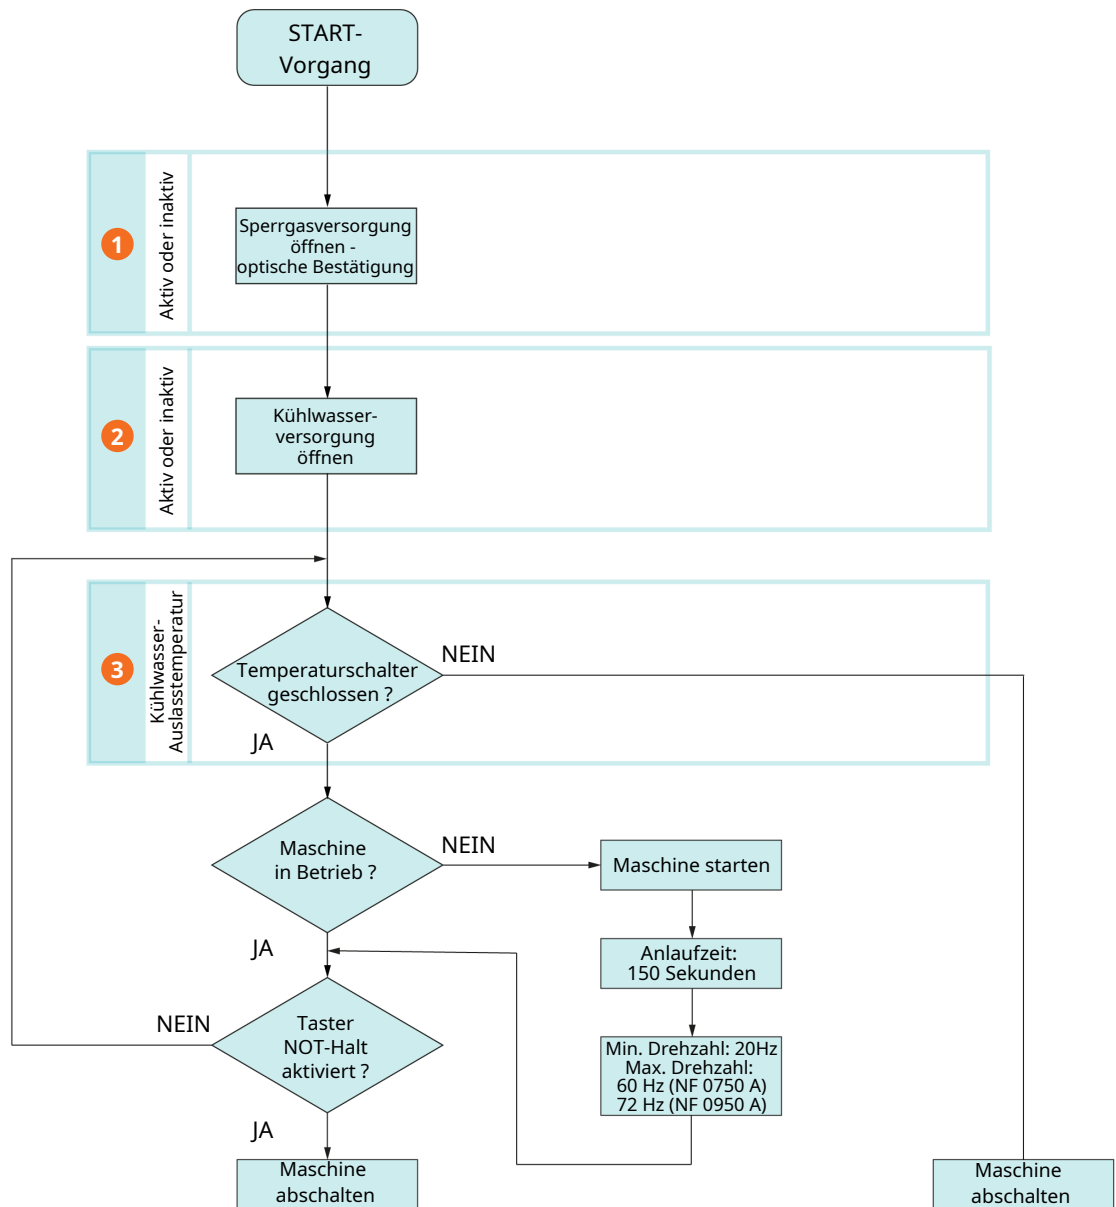 START-
Vorgang
1
Aktiv oder inaktiv
Sperrgasversorgung
öffnen -
optische Bestätigung
2
Aktiv oder inaktiv
Kühlwasser-
versorgung
öffnen
3
Kühlwasser-
Auslasstemperatur
Temperaturschalter
geschlossen ?
NEIN
JA
Maschine
in Betrieb ?
NEIN
Maschine starten
JA
Anlaufzeit:
150 Sekunden
NEIN
Taster
NOT-Halt
aktiviert ?
Min. Drehzahl: 20Hz
Max. Drehzahl:
60 Hz (NF 0750 A)
72 Hz (NF 0950 A)
JA
Maschine
abschalten
Maschine
abschalten